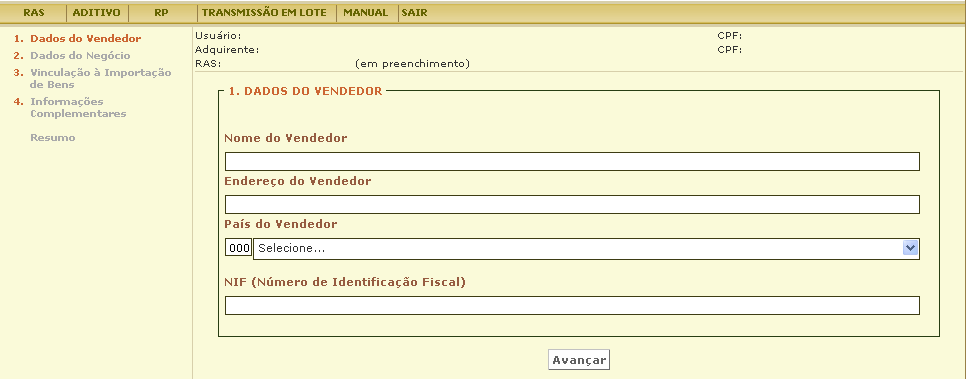 RAS ADITIVO RP TRANSMISSÃO EM LOTE MANUAL SAIR
1. Dados do Vendedor
2. Dados do Negócio
3. Vinculação à Importação
de Bens
4. Informações
Complementares
Resumo
Usuário: CPF:
Adquirente: CPF:
RAS: (em preenchimento)
1. DADOS DO VENDEDOR
Nome do Vendedor
Endereço do Vendedor
País do Vendedor
000 Selecione...
NIF (Número de Identificação Fiscal)
Avançar